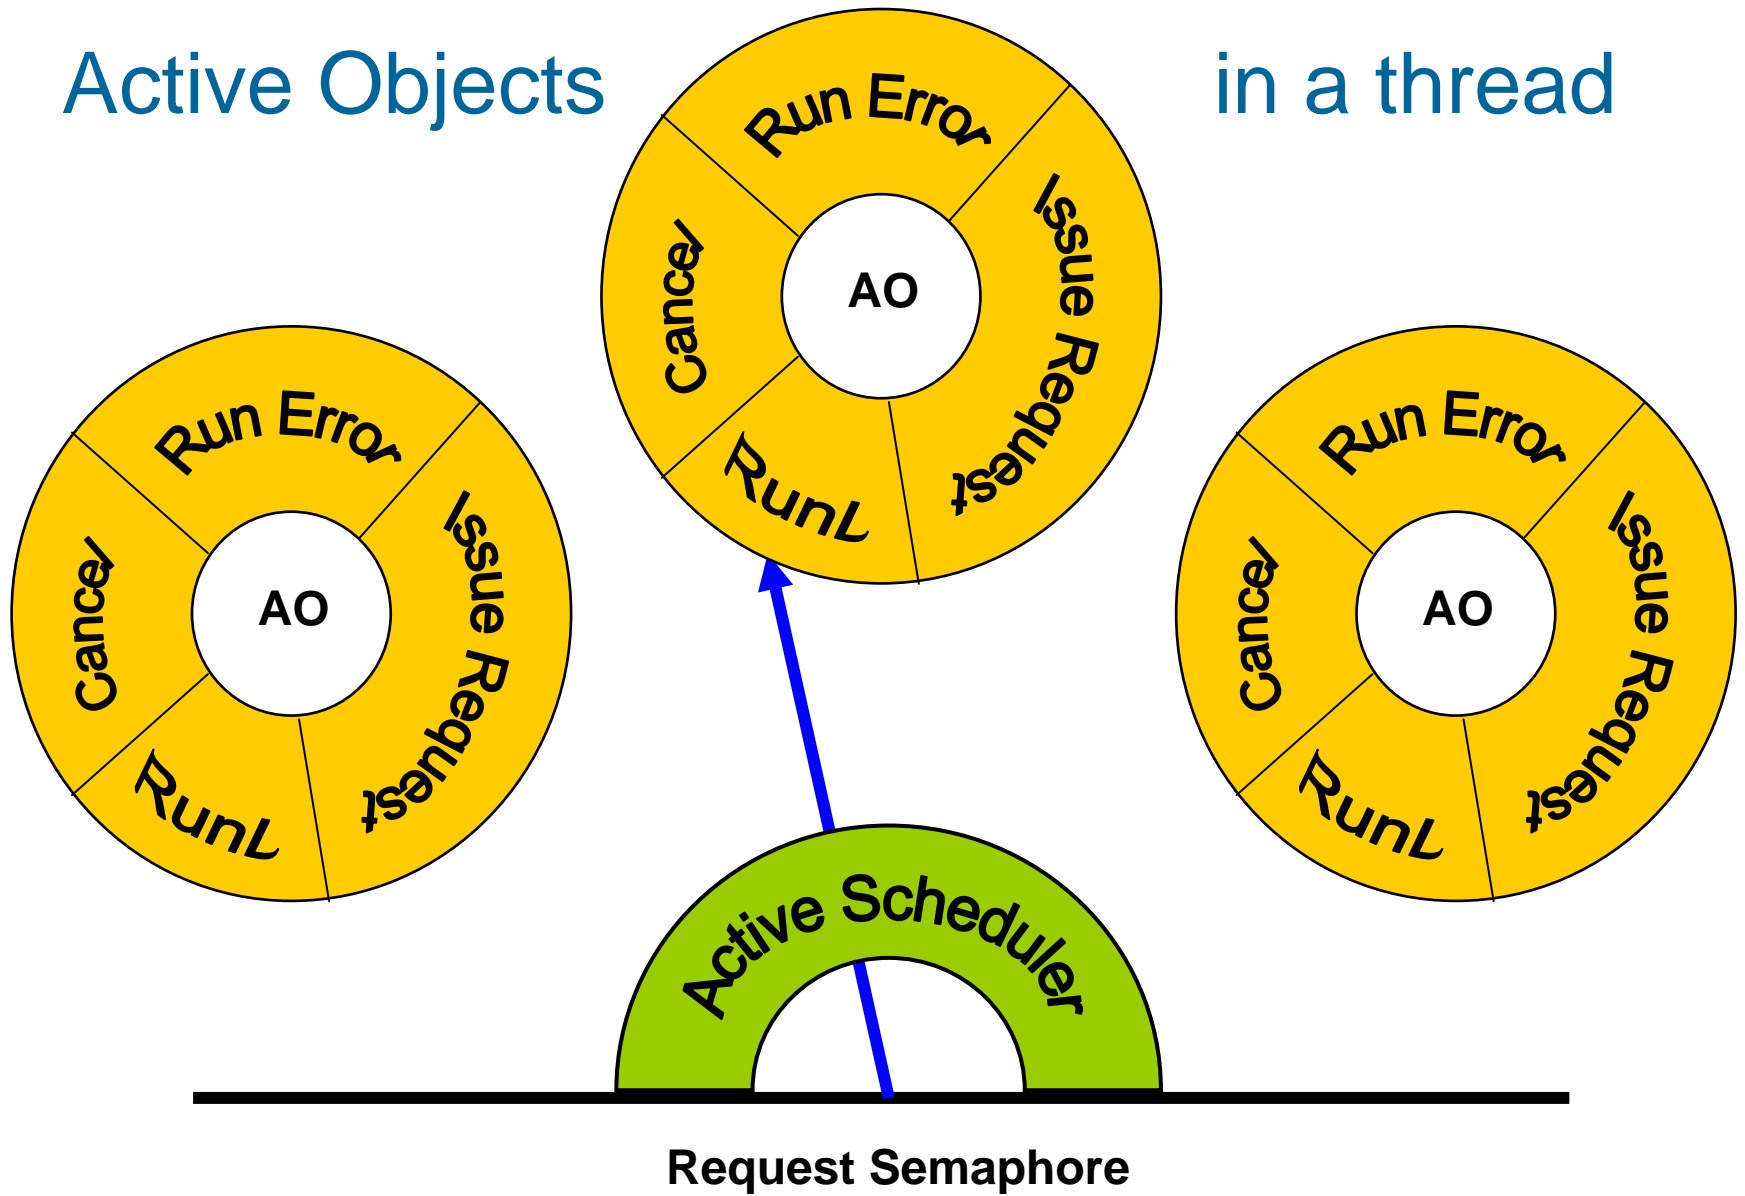 Active Objects in a thread
Run Error
Issue Request
Cancel
RunL
AO
Run Error
Issue Request
Cancel
RunL
AO
Run Error
Issue Request
Cancel
RunL
AO
Active Scheduler
Request Semaphore